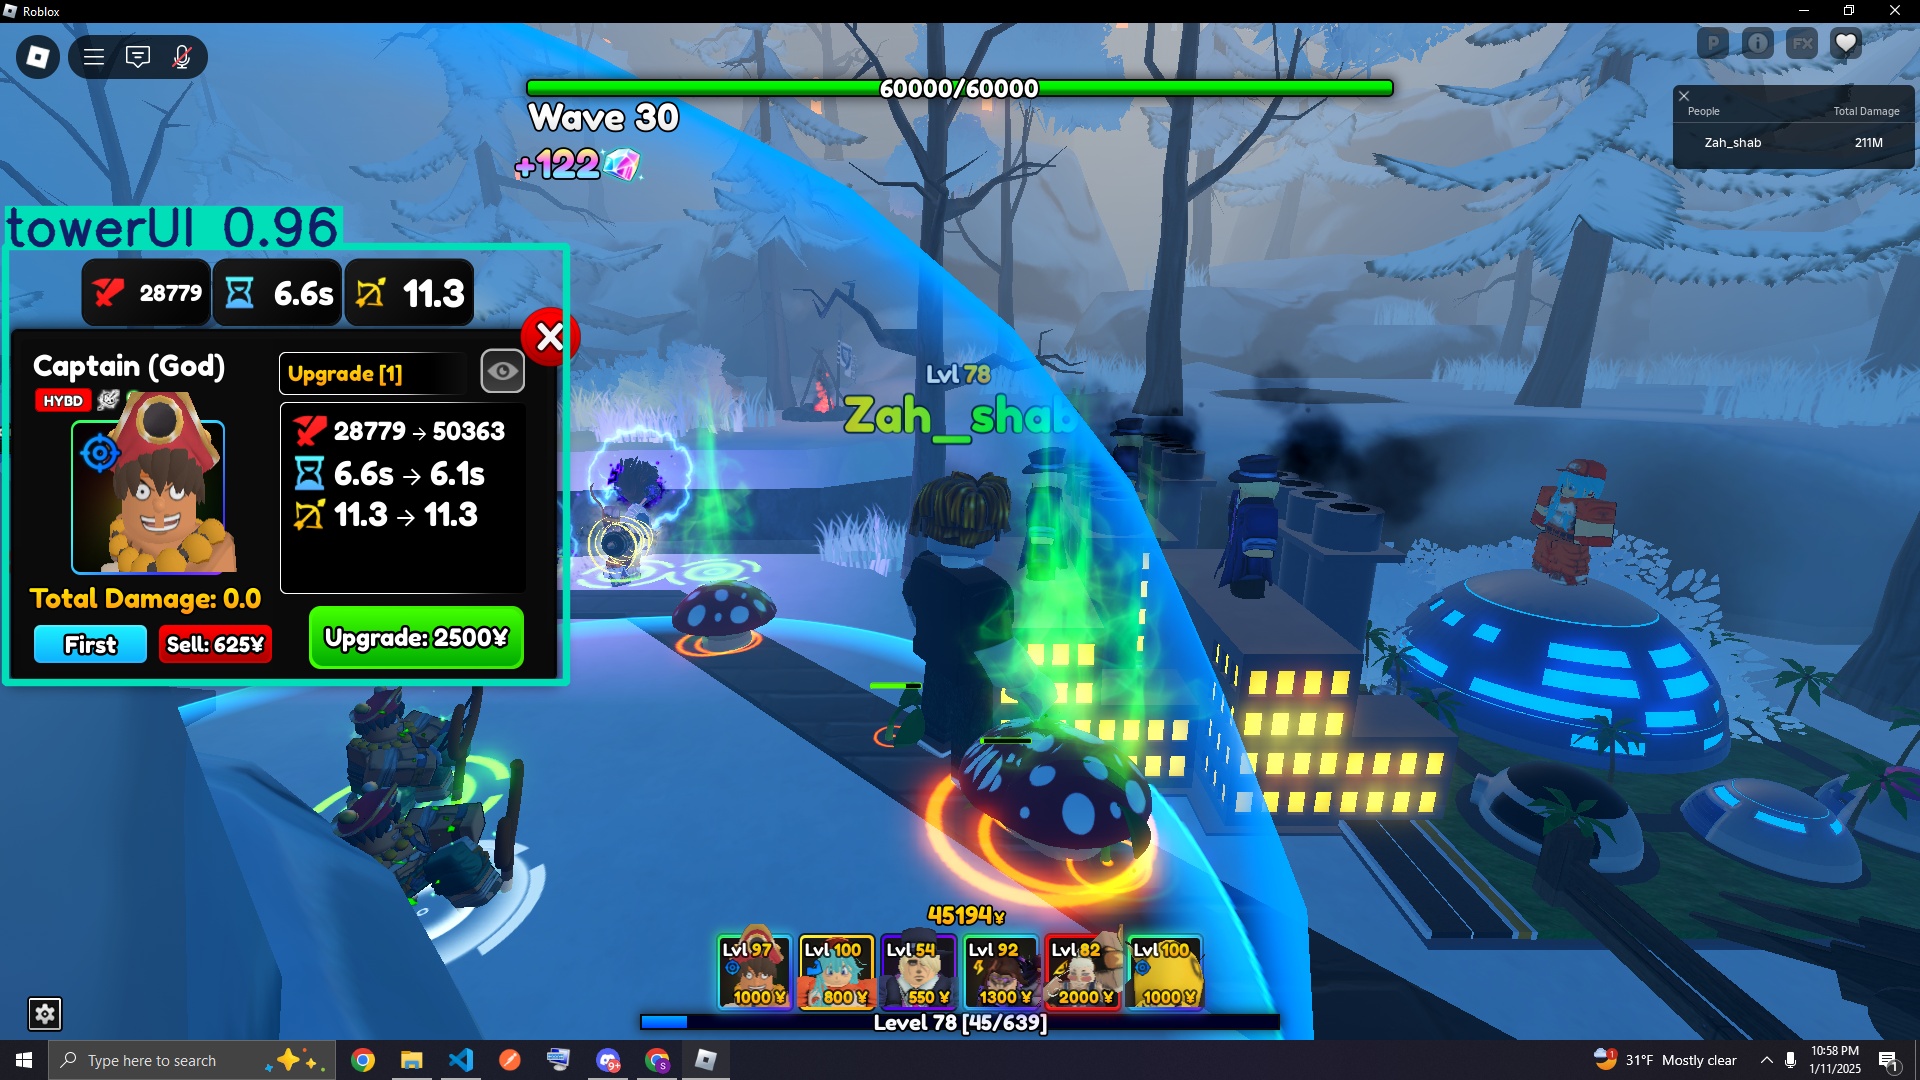 Roblox
P
FX
60000/60000
Wave 30
+122
People Total Damage
Zah_shab 211M
towerUI 0.96
28779 6.6s 11.3
Captain (God)
HYBD
Upgrade [1]
28779 → 50363
6.6s → 6.1s
11.3 → 11.3
Total Damage: 0.0
First
Sell: 625¥
Upgrade: 2500¥
Lvl 78
Zah_shab
45194¥
Lvl 97 Lvl 100 Lvl 54 Lvl 92 Lvl 82 Lvl 100
1000 ¥ 800 ¥ 550 ¥ 1300 ¥ 2000 ¥ 1000 ¥
Level 78 [45/639]
Type here to search
31°F Mostly clear
10:58 PM
1/11/2025